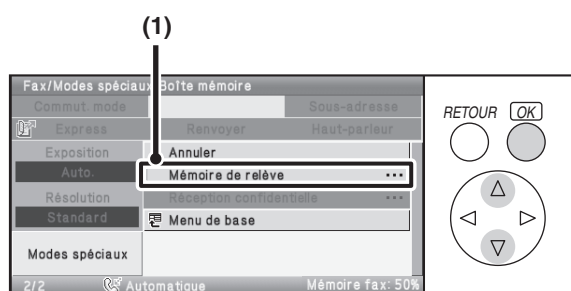 (1)
Fax/Modes spéciaux/Boîte mémoire
Commut. mode
Sous-adresse
Express
Renvoyer
Haut-parleur
Exposition
Auto.
Résolution
Standard
Modes spéciaux
Annuler
Mémoire de relève ...
Réception confidentielle ...
Menu de base
2/2
Automatique
Mémoire fax: 50%
RETOUR
OK